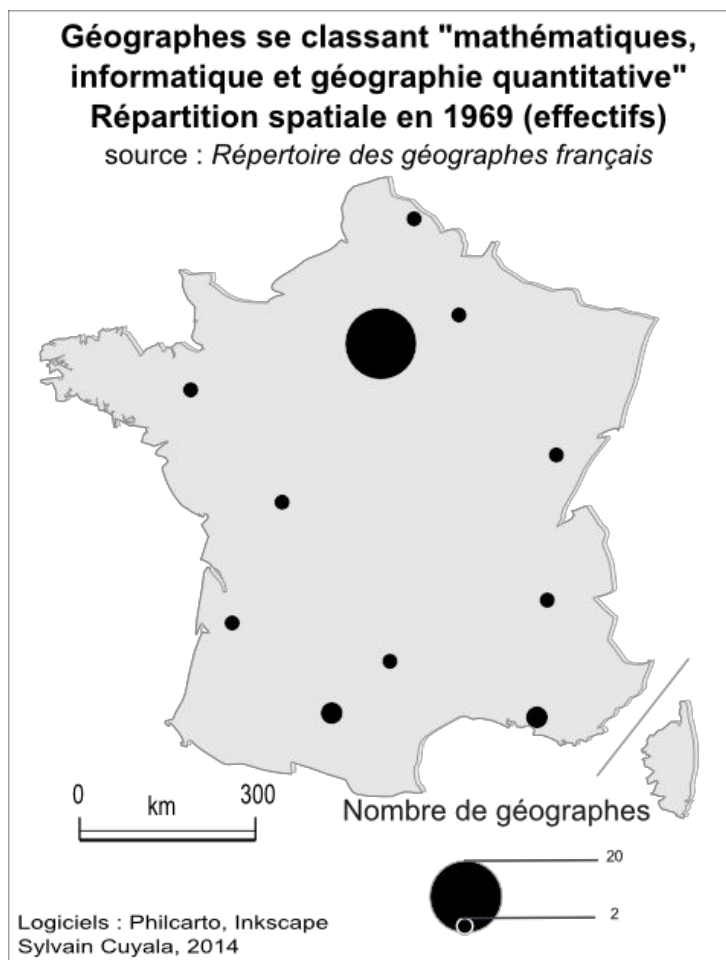 Géographes se classant "mathématiques,
informatique et géographie quantitative"
Répartition spatiale en 1969 (effectifs)
source : Répertoire des géographes français
0 km 300
Nombre de géographes
20
2
Logiciels : Philcarto, Inkscape
Sylvain Cuyala, 2014